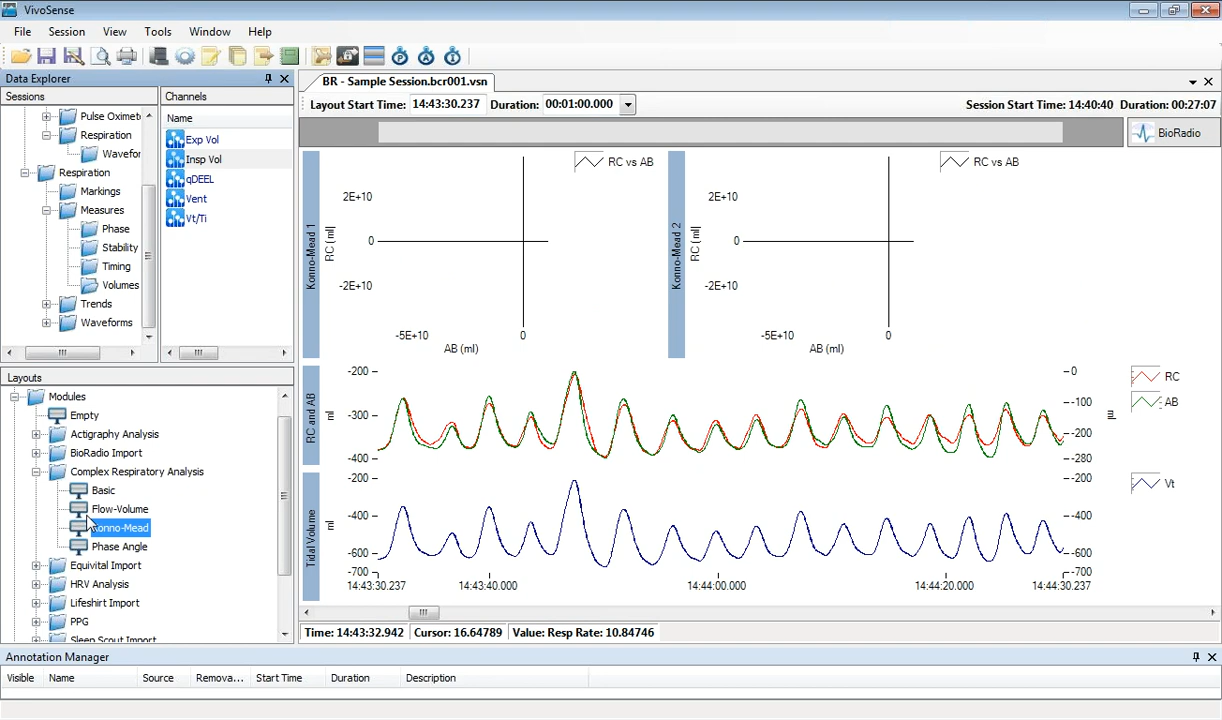 VivoSense
File Session View Tools Window Help
Data Explorer
Sessions
Pulse Oximet
Respiration
Wavefor
Respiration
Markings
Measures
Phase
Stability
Timing
Volumes
Trends
Waveforms
Channels
Name
Exp Vol
Insp Vol
qDEEL
Vent
Vt/Ti
Layouts
Modules
Empty
Actigraphy Analysis
BioRadio Import
Complex Respiratory Analysis
Basic
Flow-Volume
Konno-Mead
Phase Angle
Equivital Import
HRV Analysis
Lifeshirt Import
PPG
Sleep Scout Import
BR - Sample Session.bcr001.vsn
Layout Start Time: 14:43:30.237 Duration: 00:01:00.000 Session Start Time: 14:40:40 Duration: 00:27:07
BioRadio
Konno-Mead 1
RC (ml)
2E+10
0
-2E+10
-5E+10 0
AB (ml)
RC vs AB
Konno-Mead 2
RC (ml)
2E+10
0
-2E+10
-5E+10 0
AB (ml)
RC vs AB
RC and AB
ml
-200
-300
-400
-0
-100
-200
-280
ml
RC
AB
Tidal Volume
ml
-200
-400
-600
-700
-200
-400
-600
-700
Vt
14:43:30.237 14:43:40.000 14:44:00.000 14:44:20.000 14:44:30.237
Time: 14:43:32.942 Cursor: 16.64789 Value: Resp Rate: 10.84746
Annotation Manager
Visible Name Source Remova... Start Time Duration Description